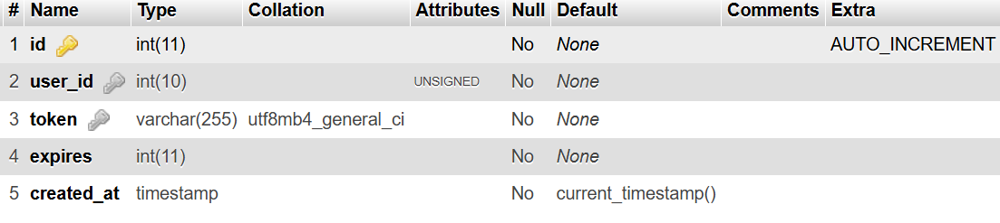 # Name Type Collation Attributes Null Default Comments Extra
1 id int(11) No None AUTO_INCREMENT
2 user_id int(10) UNSIGNED No None
3 token varchar(255) utf8mb4_general_ci No None
4 expires int(11) No None
5 created_at timestamp No current_timestamp()